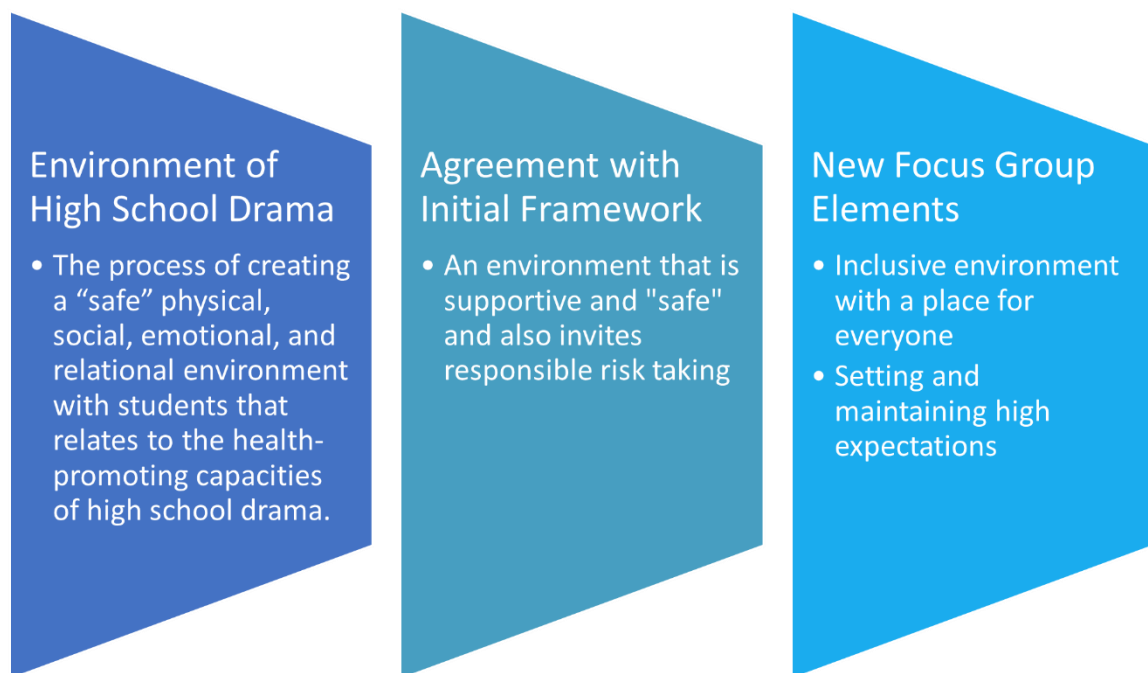 Environment of
High School Drama
• The process of creating
a “safe” physical,
social, emotional, and
relational environment
with students that
relates to the health-
promoting capacities
of high school drama.
Agreement with
Initial Framework
• An environment that is
supportive and "safe"
and also invites
responsible risk taking
New Focus Group
Elements
• Inclusive environment
with a place for
everyone
• Setting and
maintaining high
expectations